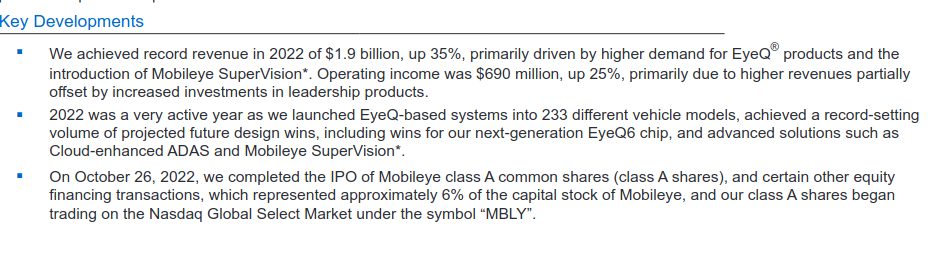 Key Developments
▪ We achieved record revenue in 2022 of $1.9 billion, up 35%, primarily driven by higher demand for EyeQ® products and the
introduction of Mobileye SuperVision*. Operating income was $690 million, up 25%, primarily due to higher revenues partially
offset by increased investments in leadership products.
▪ 2022 was a very active year as we launched EyeQ-based systems into 233 different vehicle models, achieved a record-setting
volume of projected future design wins, including wins for our next-generation EyeQ6 chip, and advanced solutions such as
Cloud-enhanced ADAS and Mobileye SuperVision*.
▪ On October 26, 2022, we completed the IPO of Mobileye class A common shares (class A shares), and certain other equity
financing transactions, which represented approximately 6% of the capital stock of Mobileye, and our class A shares began
trading on the Nasdaq Global Select Market under the symbol “MBLY”.